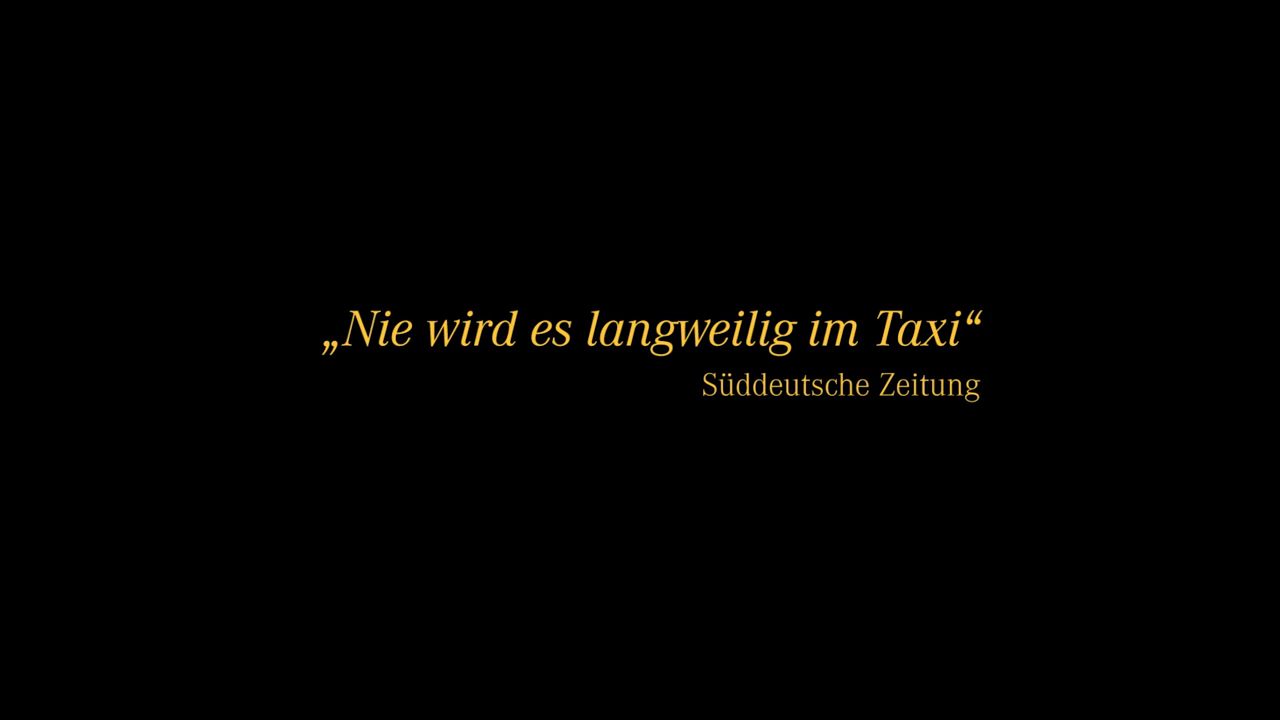 „Nie wird es langweilig im Taxi“
Süddeutsche Zeitung